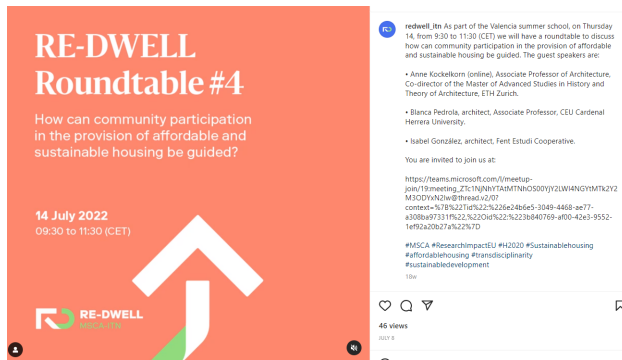 RE-DWELL
Roundtable #4
How can community participation
in the provision of affordable and
sustainable housing be guided?
14 July 2022
09:30 to 11:30 (CET)
RE-DWELL
MSCA-ITN
redwell_itn As part of the Valencia summer school, on Thursday
14, from 9:30 to 11:30 (CET) we will have a roundtable to discuss
how can community participation in the provision of affordable
and sustainable housing be guided. The guest speakers are:
• Anne Kockelkorn (online), Associate Professor of Architecture,
Co-director of the Master of Advanced Studies in History and
Theory of Architecture, ETH Zurich.
• Blanca Pedrola, architect, Associate Professor, CEU Cardenal
Herrera University.
• Isabel González, architect, Fent Estudi Cooperative.
You are invited to join us at:
https://teams.microsoft.com/l/meetup-
join/19:meeting_ZTc1NjNhYTAtMTNhOS00YjY2LWI4NGYtMTk2Y2
M3ODYxN2Iw@thread.v2/0?
context=%7B%22Tid%22:%226e24b6e5-3049-4468-ae77-
a308ba97331f%22,%22Oid%22:%223b840769-af00-42e3-9552-
1ef92a20b27a%22%7D
#MSCA #ResearchImpactEU #H2020 #Sustainablehousing
#affordablehousing #transdisciplinarity
#sustainabledevelopment
18w
46 views
JULY 8